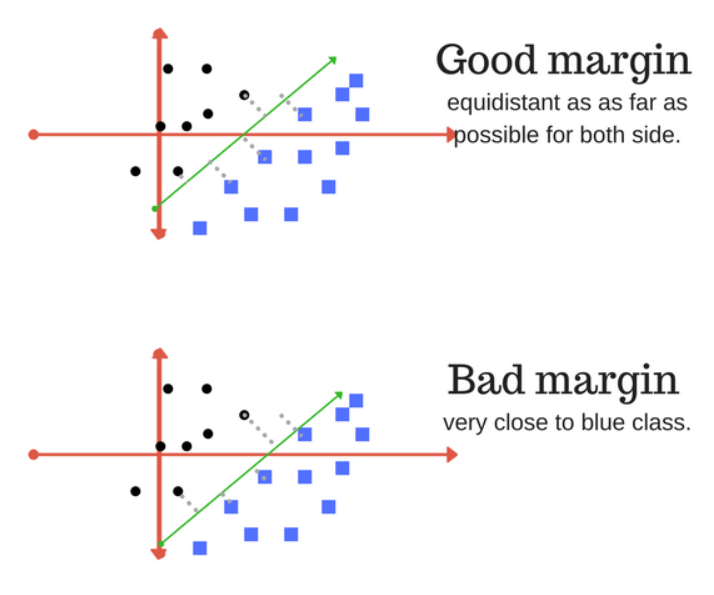 Good margin
equidistant as as far as
possible for both side.
Bad margin
very close to blue class.